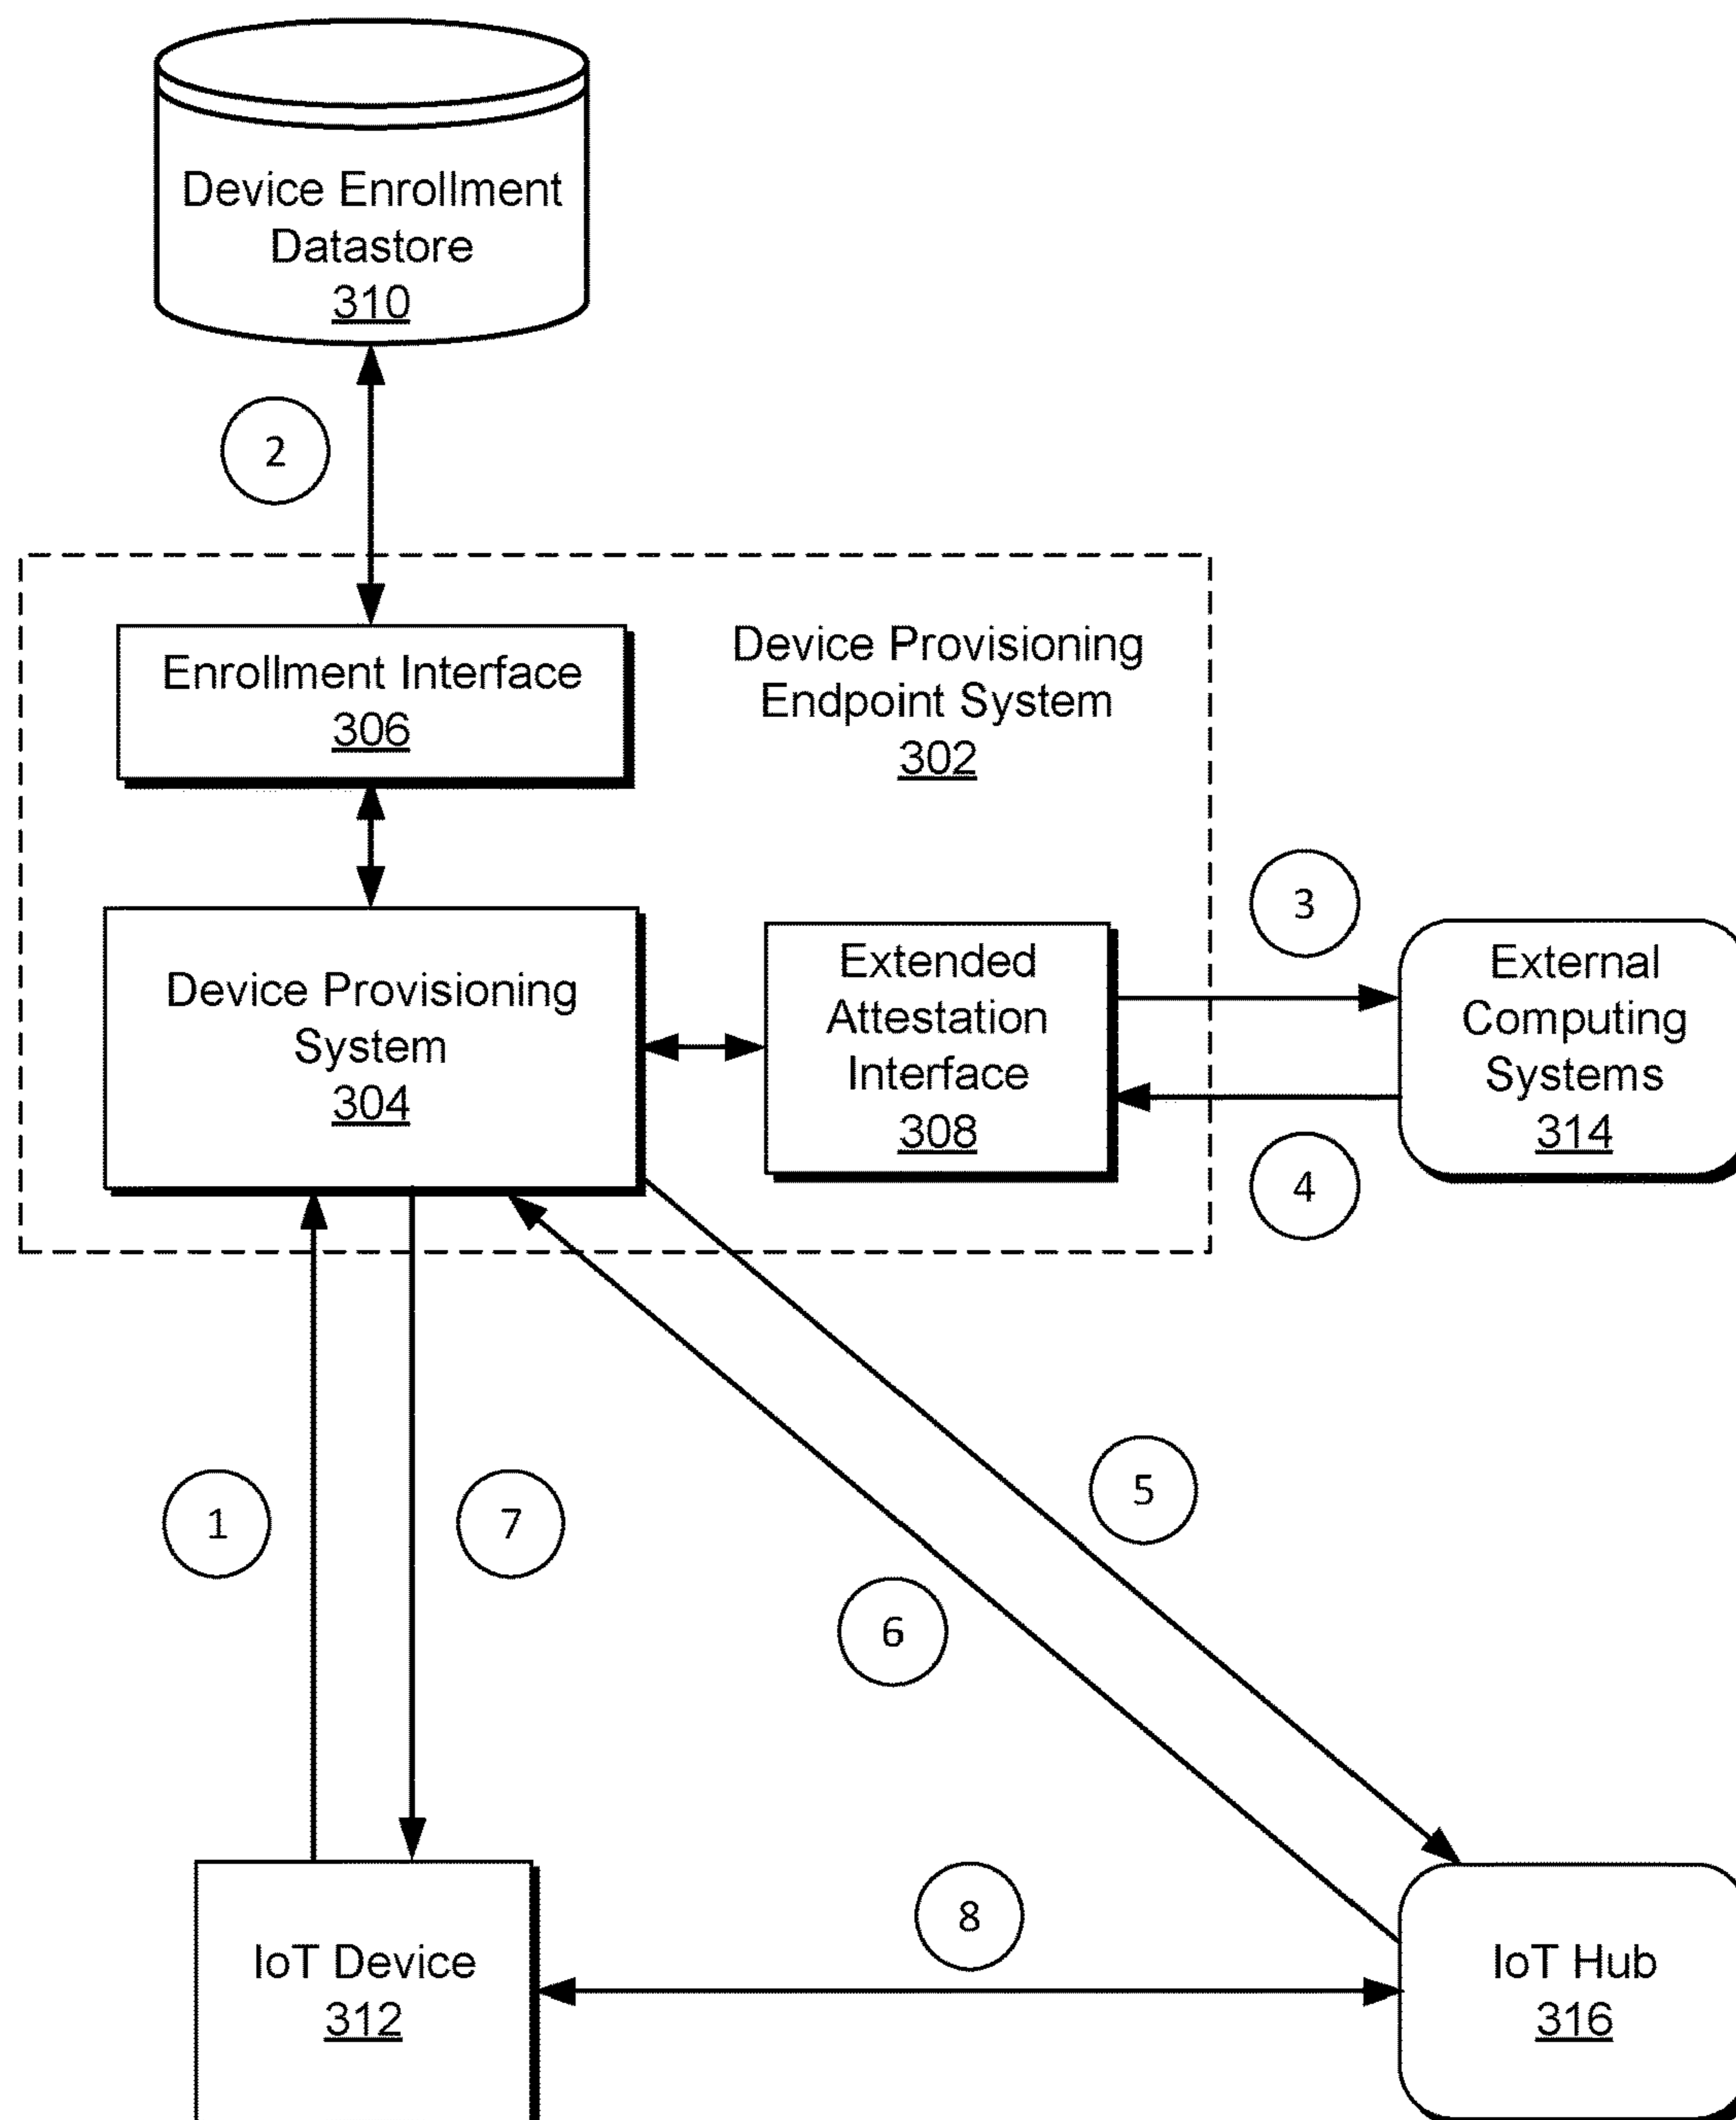 Device Enrollment
Datastore
310
2
Enrollment Interface
306
Device Provisioning
Endpoint System
302
Device Provisioning
System
304
Extended
Attestation
Interface
308
3
External
Computing
Systems
314
4
1
7
5
6
8
IoT Device
312
IoT Hub
316